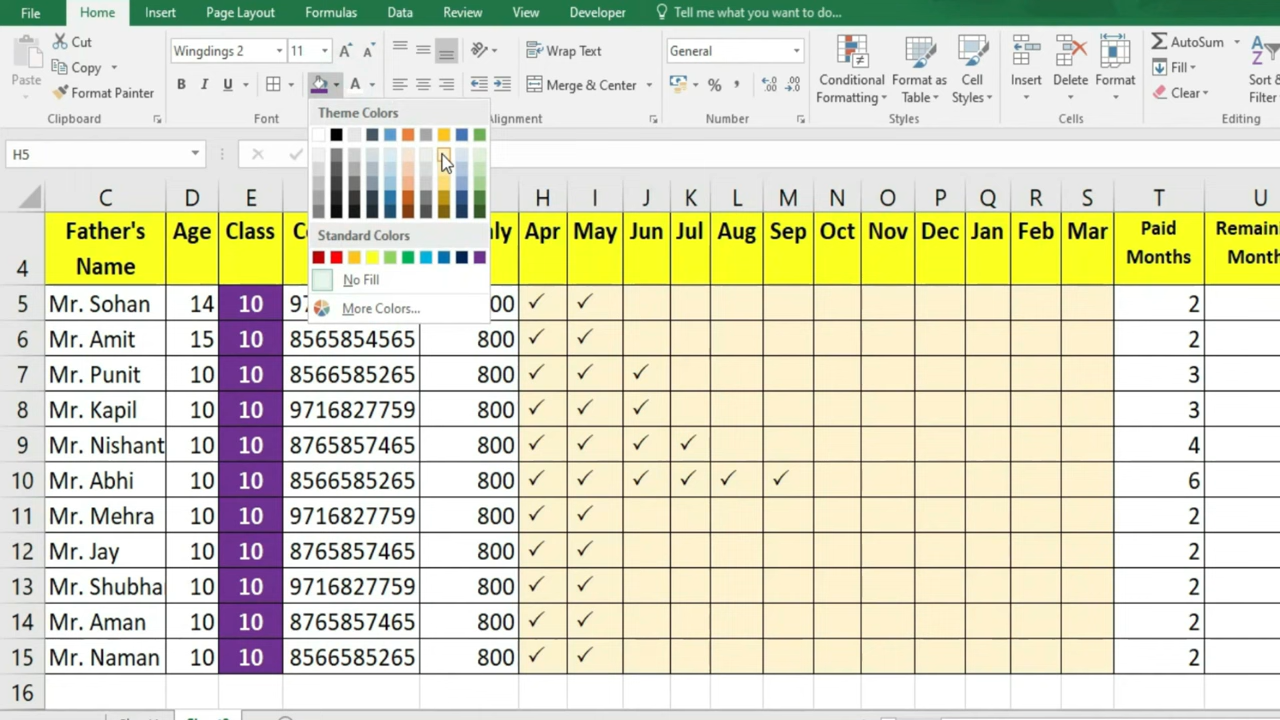 File Home Insert Page Layout Formulas Data Review View Developer Tell me what you want to do...
Cut
Copy
Format Painter
Paste
Clipboard
Wingdings 2 11
B I U
Font
Wrap Text
Merge & Center
Alignment
General
%
Number
Conditional Formatting
Format as Table
Cell Styles
Styles
Insert Delete Format
Cells
AutoSum
Fill
Clear
Sort
Filter
Editing
Theme Colors
Standard Colors
No Fill
More Colors...
H5
C D E H I J K L M N O P Q R S T U
4 Father's Name Age Class Apr May Jun Jul Aug Sep Oct Nov Dec Jan Feb Mar Paid Months
5 Mr. Sohan 14 10 ✓ ✓ 2
6 Mr. Amit 15 10 8565854565 800 ✓ ✓ 2
7 Mr. Punit 10 10 8566585265 800 ✓ ✓ ✓ 3
8 Mr. Kapil 10 10 9716827759 800 ✓ ✓ ✓ 3
9 Mr. Nishant 10 10 8765857465 800 ✓ ✓ ✓ ✓ 4
10 Mr. Abhi 10 10 8566585265 800 ✓ ✓ ✓ ✓ ✓ ✓ 6
11 Mr. Mehra 10 10 9716827759 800 ✓ ✓ 2
12 Mr. Jay 10 10 8765857465 800 ✓ ✓ 2
13 Mr. Shubha 10 10 9716827759 800 ✓ ✓ 2
14 Mr. Aman 10 10 8765857465 800 ✓ ✓ 2
15 Mr. Naman 10 10 8566585265 800 ✓ ✓ 2
16